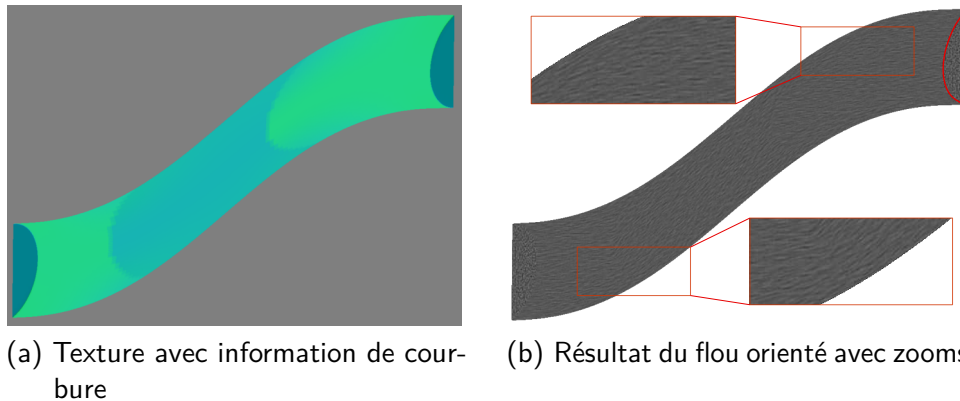 (a) Texture avec information de cour-
bure
(b) Résultat du flou orienté avec zooms